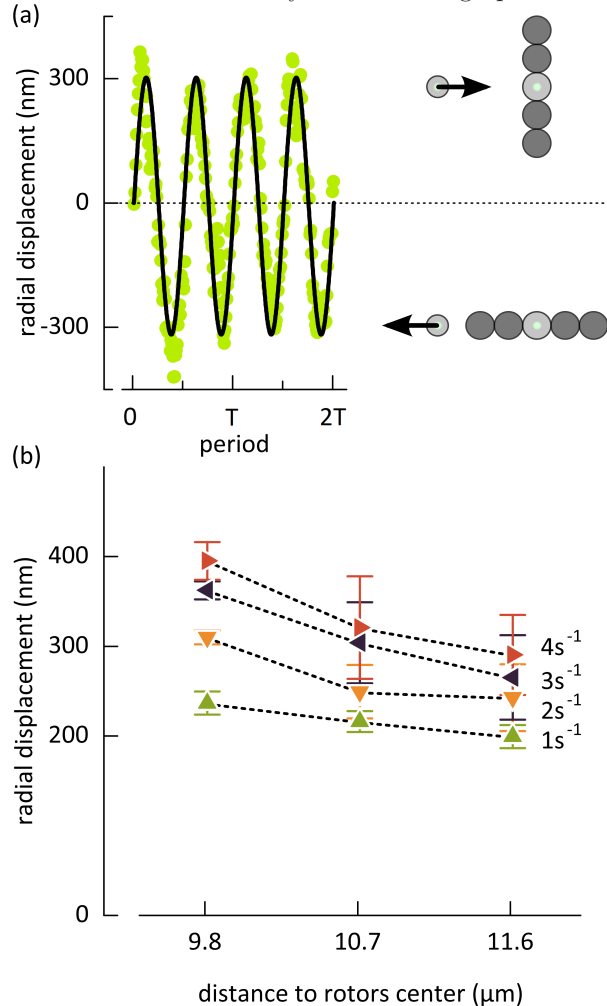 (a)
300
0
-300
radial displacement (nm)
0
T
2T
period
(b)
400
300
200
0
radial displacement (nm)
4s⁻¹
3s⁻¹
2s⁻¹
1s⁻¹
9.8
10.7
11.6
distance to rotors center (μm)